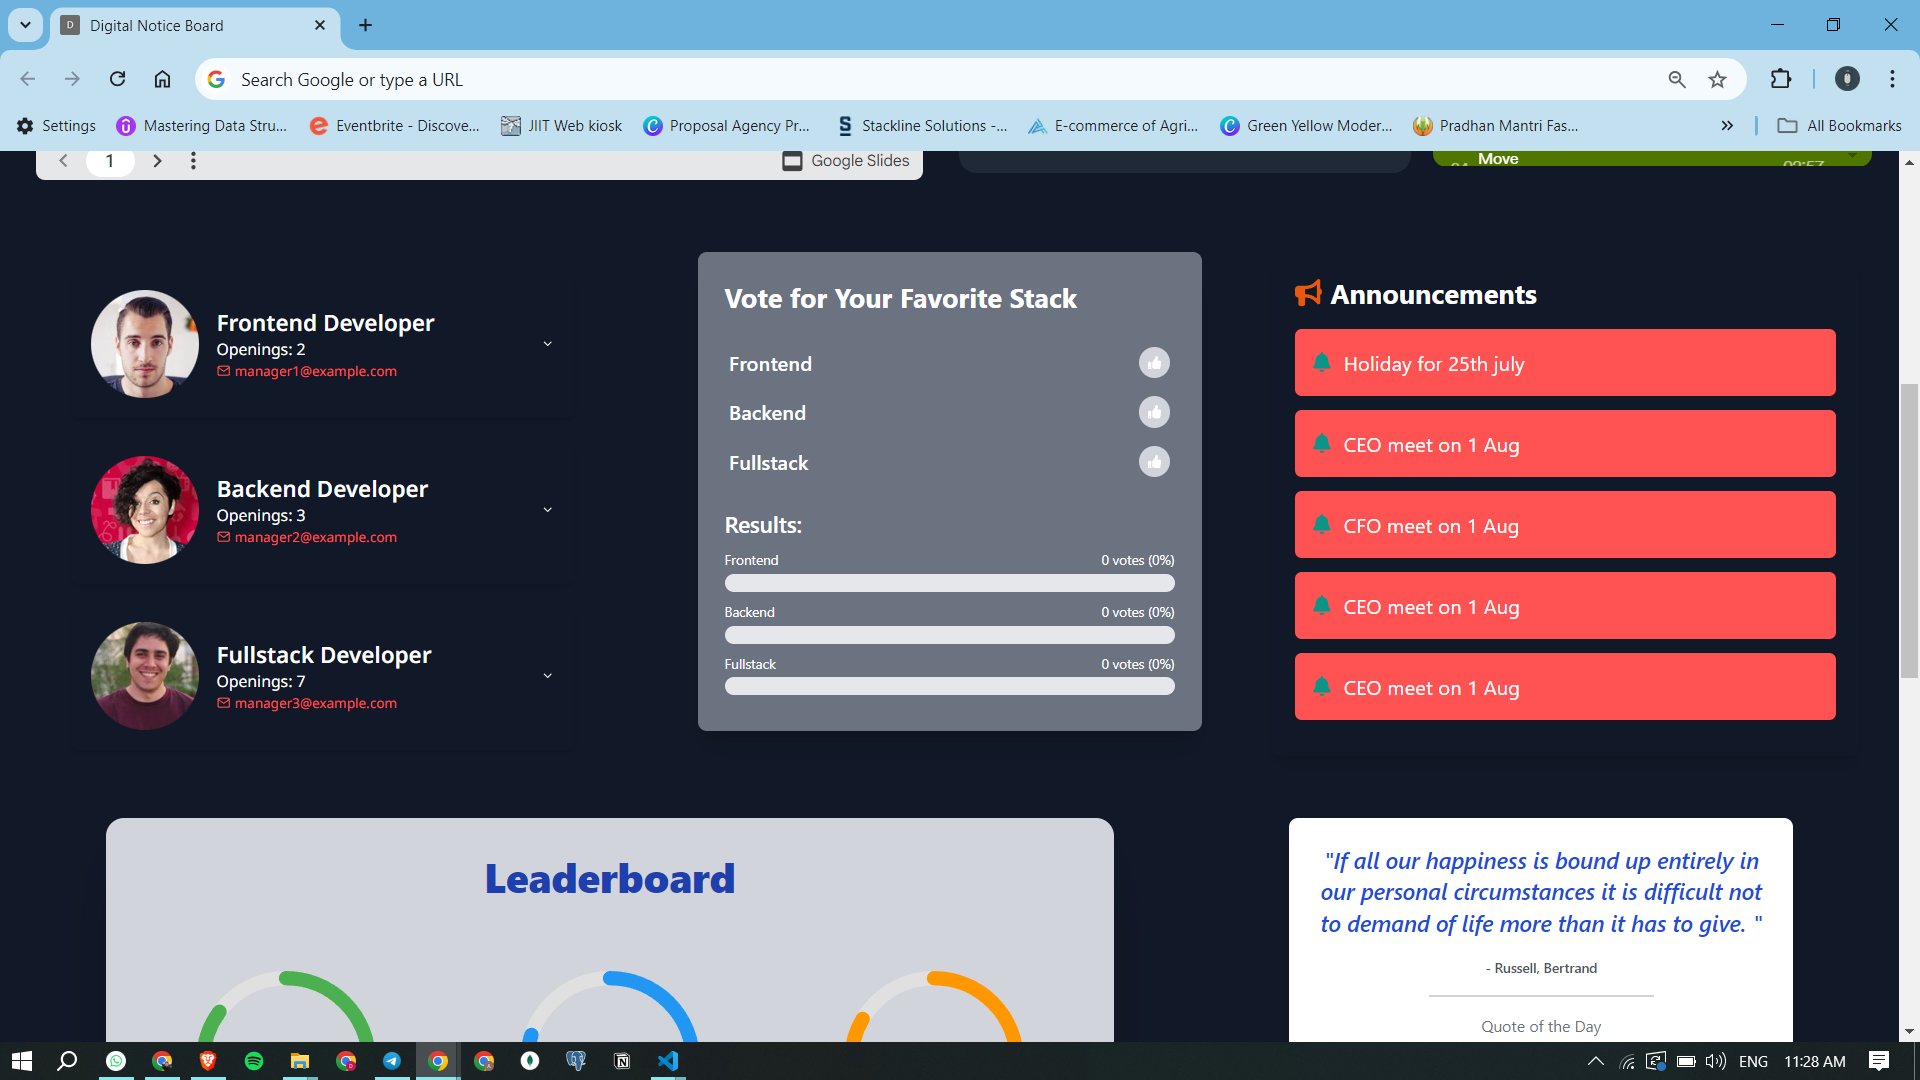 D Digital Notice Board
Search Google or type a URL
Settings
Mastering Data Stru...
Eventbrite - Discove...
JIIT Web kiosk
Proposal Agency Pr...
Stackline Solutions -...
E-commerce of Agri...
Green Yellow Moder...
Pradhan Mantri Fas...
All Bookmarks
1
Google Slides
Move
Frontend Developer
Openings: 2
manager1@example.com
Backend Developer
Openings: 3
manager2@example.com
Fullstack Developer
Openings: 7
manager3@example.com
Vote for Your Favorite Stack
Frontend
Backend
Fullstack
Results:
Frontend 0 votes (0%)
Backend 0 votes (0%)
Fullstack 0 votes (0%)
Announcements
Holiday for 25th july
CEO meet on 1 Aug
CFO meet on 1 Aug
CEO meet on 1 Aug
CEO meet on 1 Aug
Leaderboard
"If all our happiness is bound up entirely in
our personal circumstances it is difficult not
to demand of life more than it has to give. "
- Russell, Bertrand
Quote of the Day
ENG 11:28 AM